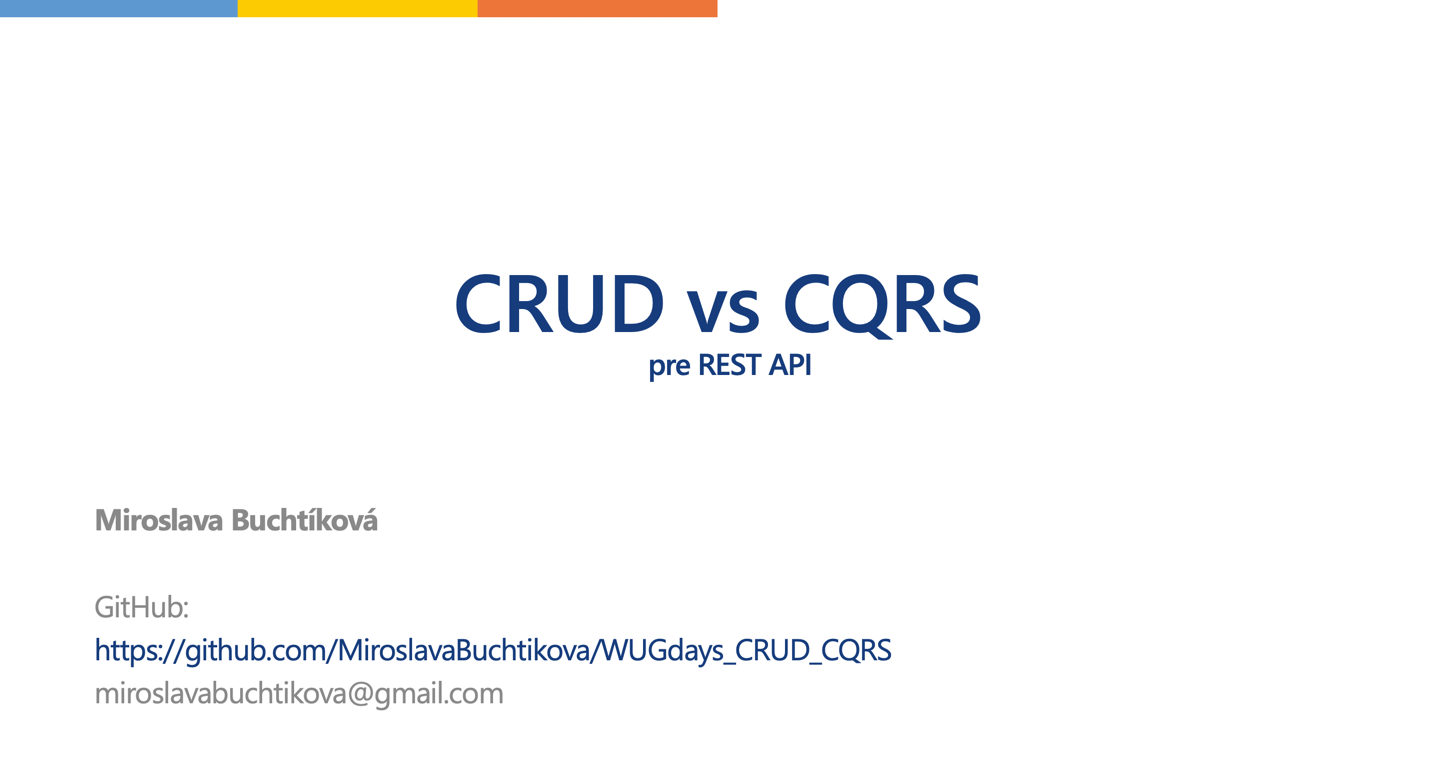 CRUD vs CQRS
pre REST API
Miroslava Buchtíková
GitHub:
https://github.com/MiroslavaBuchtikova/WUGdays_CRUD_CQRS
miroslavabuchtikova@gmail.com